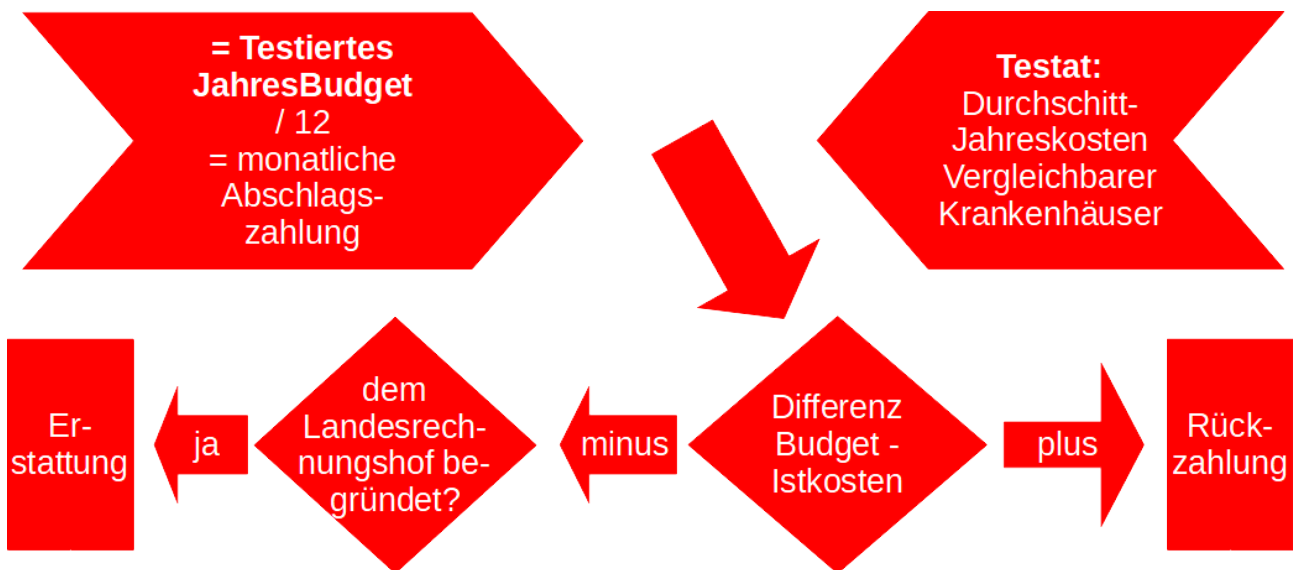 = Testiertes
JahresBudget
/ 12
= monatliche
Abschlags-
zahlung
Testat:
Durchschitt-
Jahreskosten
Vergleichbarer
Krankenhäuser
Er-
stattung
ja
dem
Landesrech-
nungshof be-
gründet?
minus
Differenz
Budget -
Istkosten
plus
Rück-
zahlung